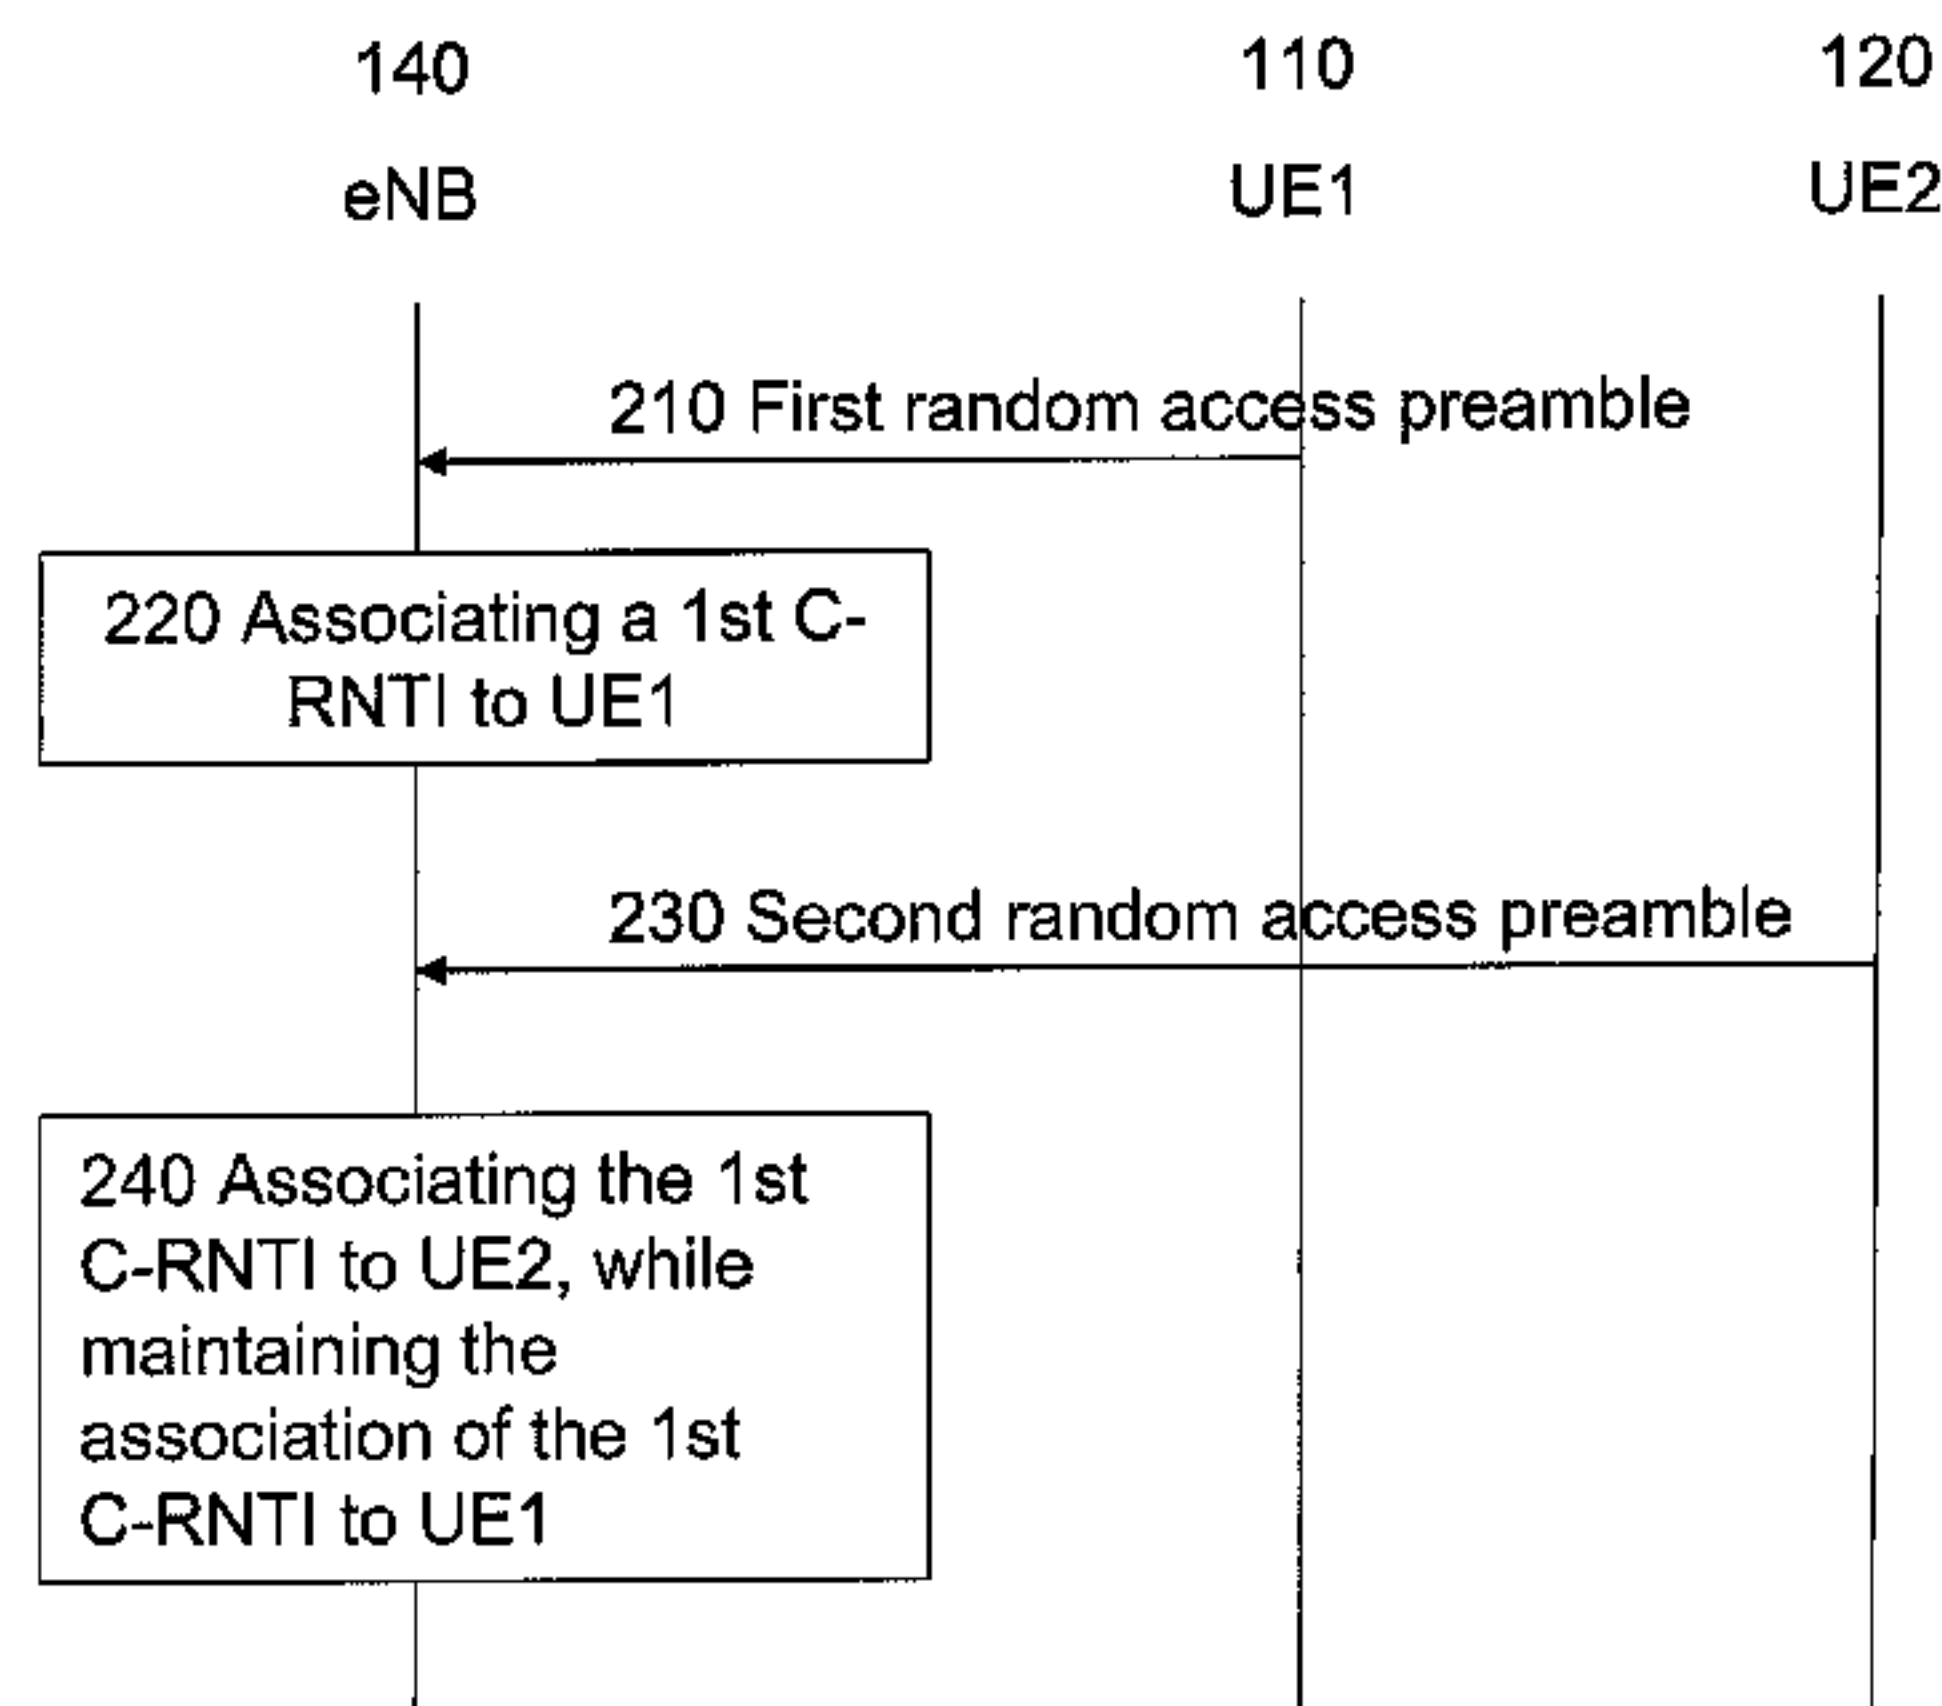 140
110
120
eNB
UE1
UE2
210 First random access preamble
220 Associating a 1st C-
RNTI to UE1
230 Second random access preamble
240 Associating the 1st
C-RNTI to UE2, while
maintaining the
association of the 1st
C-RNTI to UE1